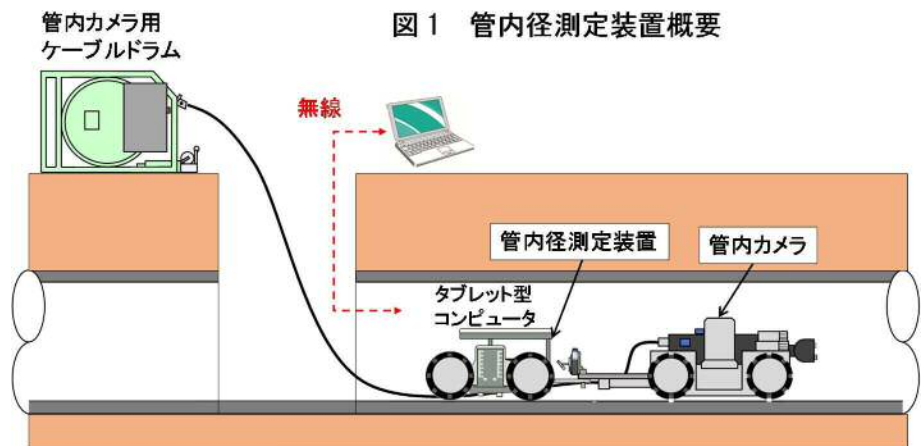 図1 管内径測定装置概要
管内カメラ用
ケーブルドラム
無線
管内径測定装置
管内カメラ
タブレット型
コンピュータ